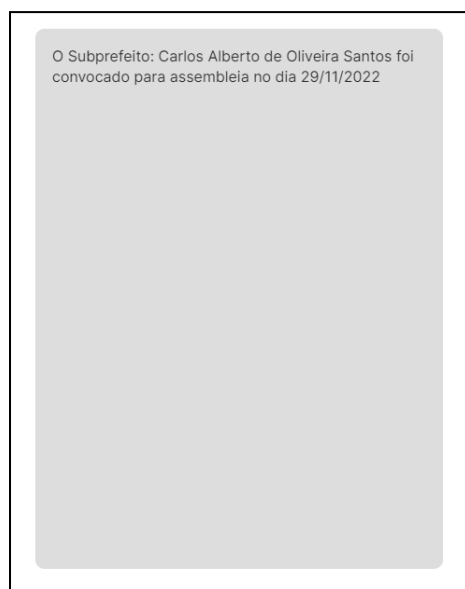 O Subprefeito: Carlos Alberto de Oliveira Santos foi
convocado para assembleia no dia 29/11/2022